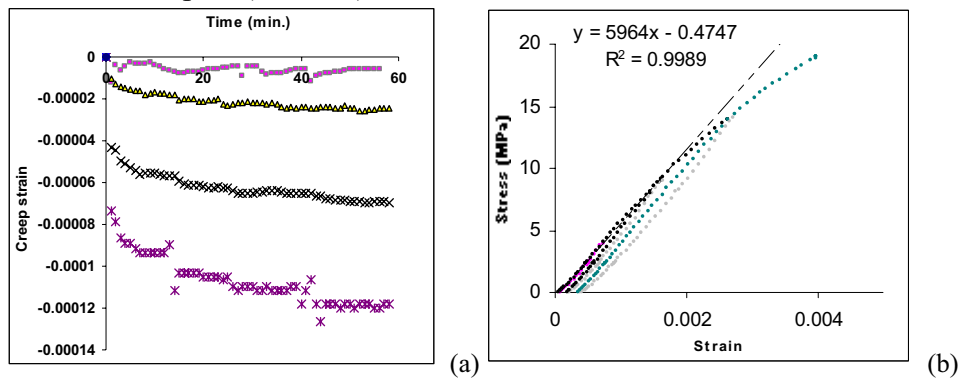 Time (min.)
0
0 20 40 60
-0.00002
-0.00004
-0.00006
-0.00008
-0.0001
-0.00012
-0.00014
Creep strain
(a)
y = 5964x - 0.4747
R² = 0.9989
20
15
10
5
0
0 0.002 0.004
Stress (MPa)
Strain
(b)